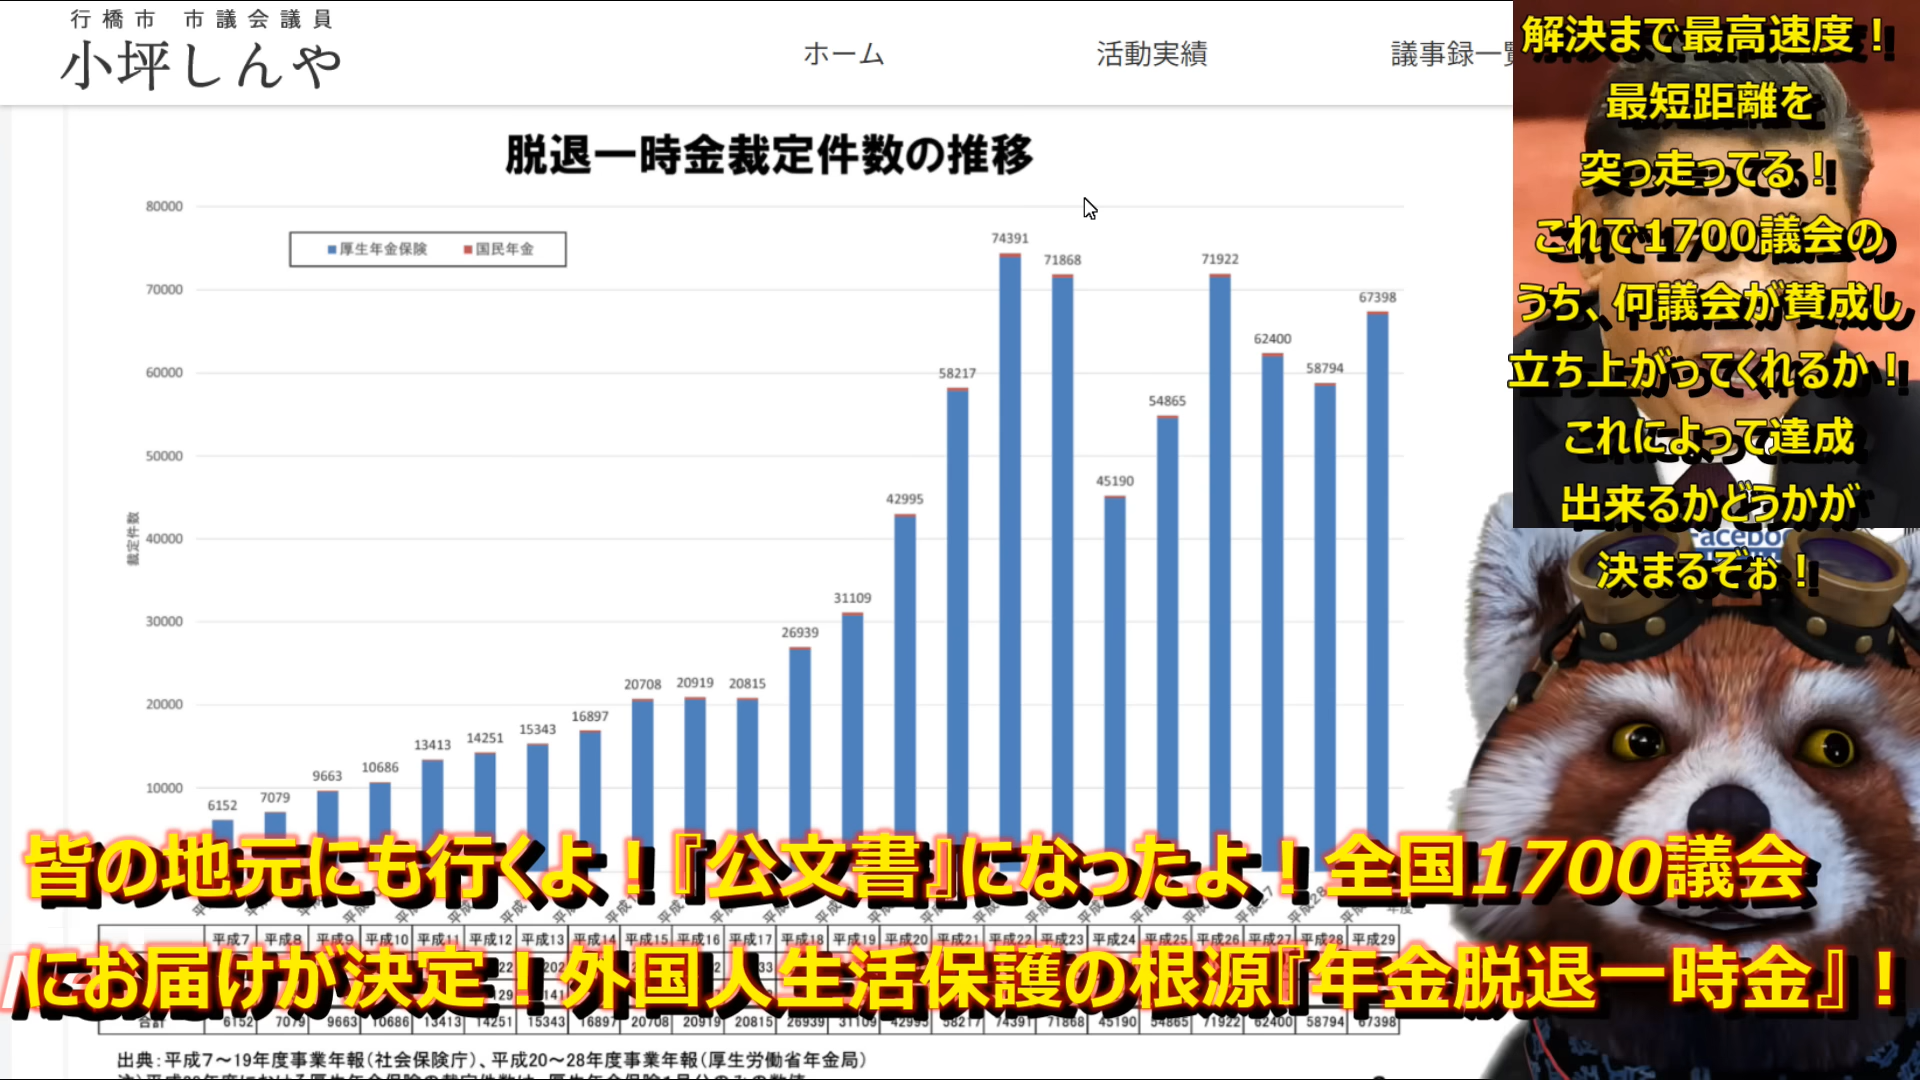 行橋市 市議会議員
小坪しんや
ホーム
活動実績
議事録一覧
脱退一時金裁定件数の推移
80000
70000
60000
50000
40000
30000
20000
10000
裁定件数
厚生年金保険 国民年金
6152
7079
9663
10686
13413
14251
15343
16897
20708
20919
20815
26939
31109
42995
58217
74391
71868
45190
54865
71922
62400
58794
67398
年度
平成7 平成8 平成9 平成10 平成11 平成12 平成13 平成14 平成15 平成16 平成17 平成18 平成19 平成20 平成21 平成22 平成23 平成24 平成25 平成26 平成27 平成28 平成29
合計 6152 7079 9663 10686 13413 14251 15343 16897 20708 20919 20815 26939 31109 42995 58217 74391 71868 45190 54865 71922 62400 58794 67398
出典：平成7～19年度事業年報（社会保険庁）、平成20～28年度事業年報（厚生労働省年金局）
解決まで最高速度！
最短距離を
突っ走ってる！
これで1700議会の
うち、何議会が賛成し
立ち上がってくれるか！
これによって達成
出来るかどうかが
決まるぞぉ！
皆の地元にも行くよ！『公文書』になったよ！全国1700議会
にお届けが決定！外国人生活保護の根源『年金脱退一時金』！